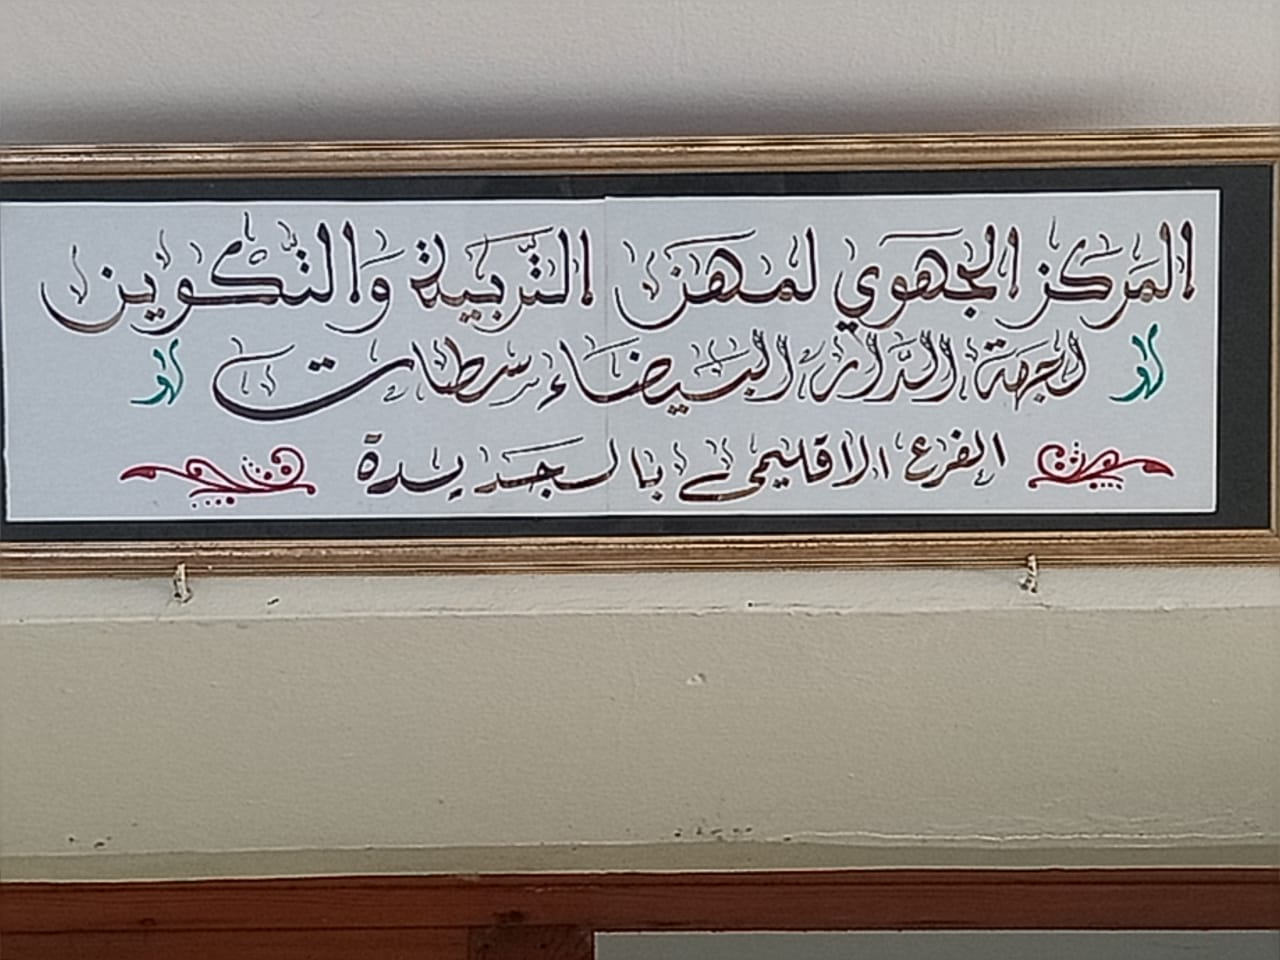 المركز الجهوي لمهن التربية والتكوين
لجهة الدار البيضاء سطات
الفرع الاقليمي بالجديدة